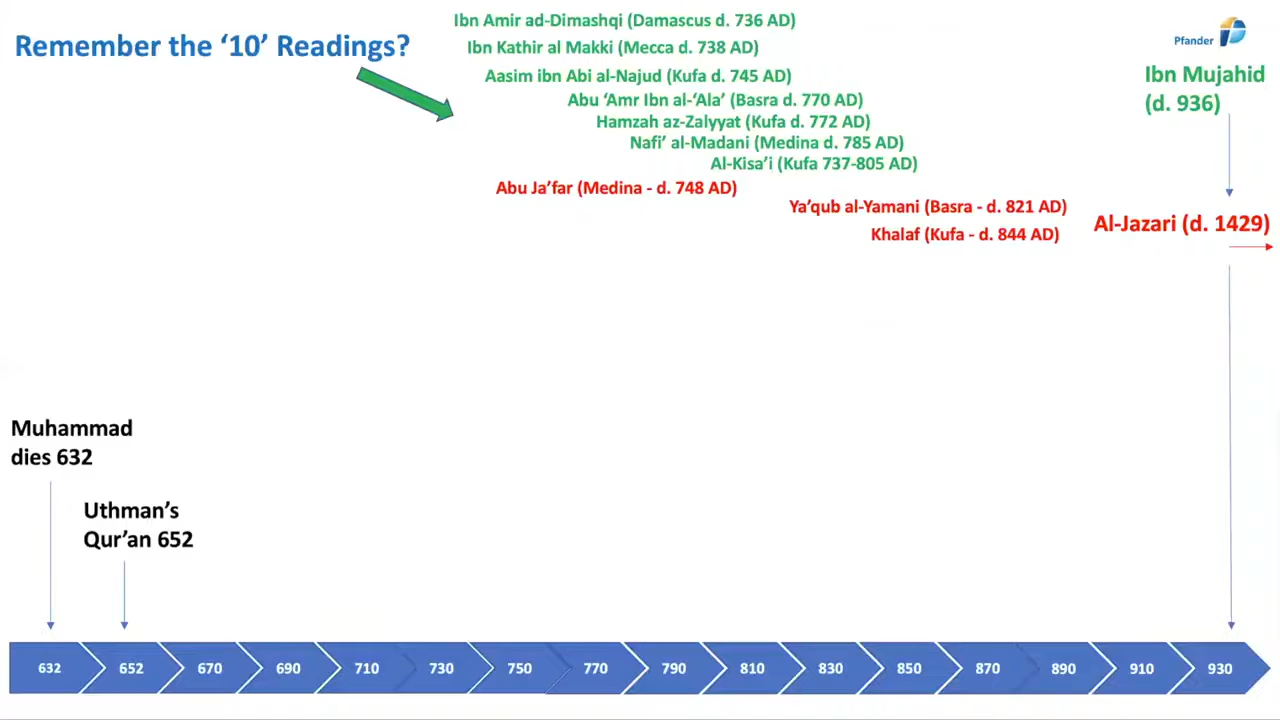 Remember the ‘10’ Readings?
Ibn Amir ad-Dimashqi (Damascus d. 736 AD)
Ibn Kathir al Makki (Mecca d. 738 AD)
Aasim ibn Abi al-Najud (Kufa d. 745 AD)
Abu ‘Amr Ibn al-‘Ala’ (Basra d. 770 AD)
Hamzah az-Zalyyat (Kufa d. 772 AD)
Nafi’ al-Madani (Medina d. 785 AD)
Al-Kisa’i (Kufa 737-805 AD)
Abu Ja’far (Medina - d. 748 AD)
Ya’qub al-Yamani (Basra - d. 821 AD)
Khalaf (Kufa - d. 844 AD)
Pfander
Ibn Mujahid
(d. 936)
Al-Jazari (d. 1429)
Muhammad
dies 632
Uthman’s
Qur’an 652
632 652 670 690 710 730 750 770 790 810 830 850 870 890 910 930